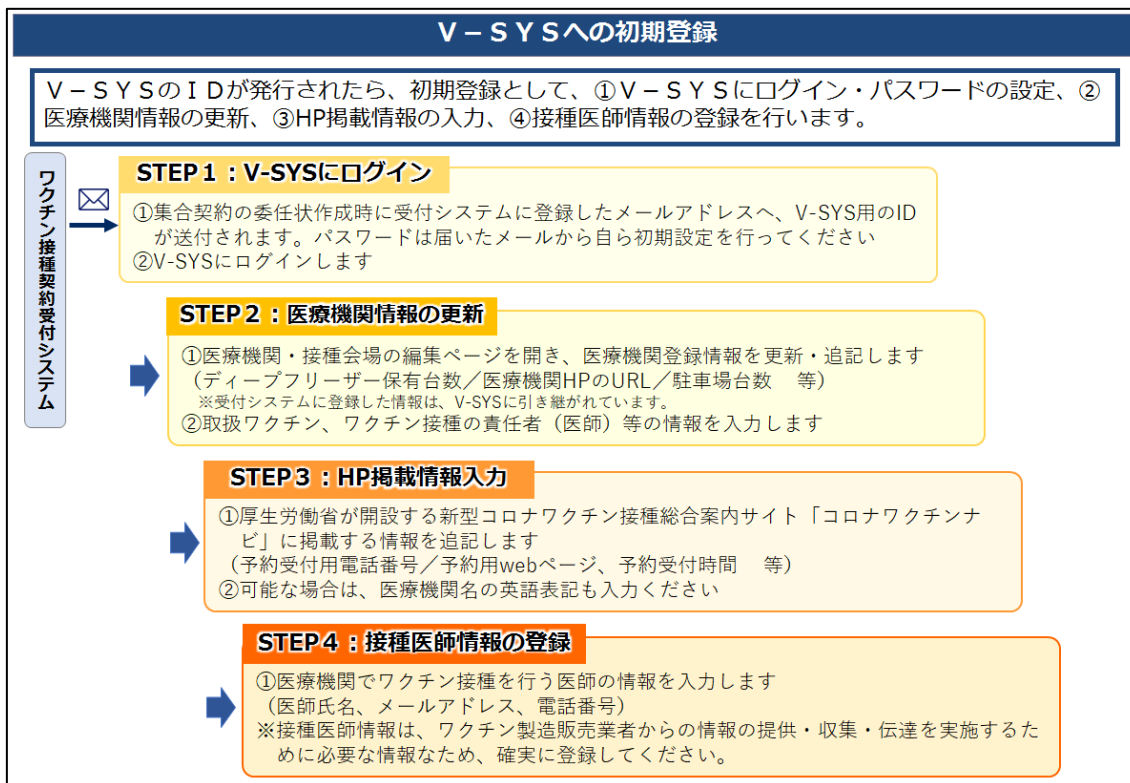 Ｖ－ＳＹＳへの初期登録
Ｖ－ＳＹＳのＩＤが発行されたら、初期登録として、①Ｖ－ＳＹＳにログイン・パスワードの設定、②
医療機関情報の更新、③HP掲載情報の入力、④接種医師情報の登録を行います。
ワクチン接種契約受付システム
STEP１：V-SYSにログイン
①集合契約の委任状作成時に受付システムに登録したメールアドレスへ、V-SYS用のID
が送付されます。パスワードは届いたメールから自ら初期設定を行ってください
②V-SYSにログインします
STEP２：医療機関情報の更新
①医療機関・接種会場の編集ページを開き、医療機関登録情報を更新・追記します
（ディープフリーザー保有台数／医療機関HPのURL／駐車場台数　等）
※受付システムに登録した情報は、V-SYSに引き継がれています。
②取扱ワクチン、ワクチン接種の責任者（医師）等の情報を入力します
STEP３：HP掲載情報入力
①厚生労働省が開設する新型コロナワクチン接種総合案内サイト「コロナワクチンナ
ビ」に掲載する情報を追記します
（予約受付用電話番号／予約用webページ、予約受付時間　等）
②可能な場合は、医療機関名の英語表記も入力ください
STEP４：接種医師情報の登録
①医療機関でワクチン接種を行う医師の情報を入力します
（医師氏名、メールアドレス、電話番号）
※接種医師情報は、ワクチン製造販売業者からの情報の提供・収集・伝達を実施するた
めに必要な情報なため、確実に登録してください。